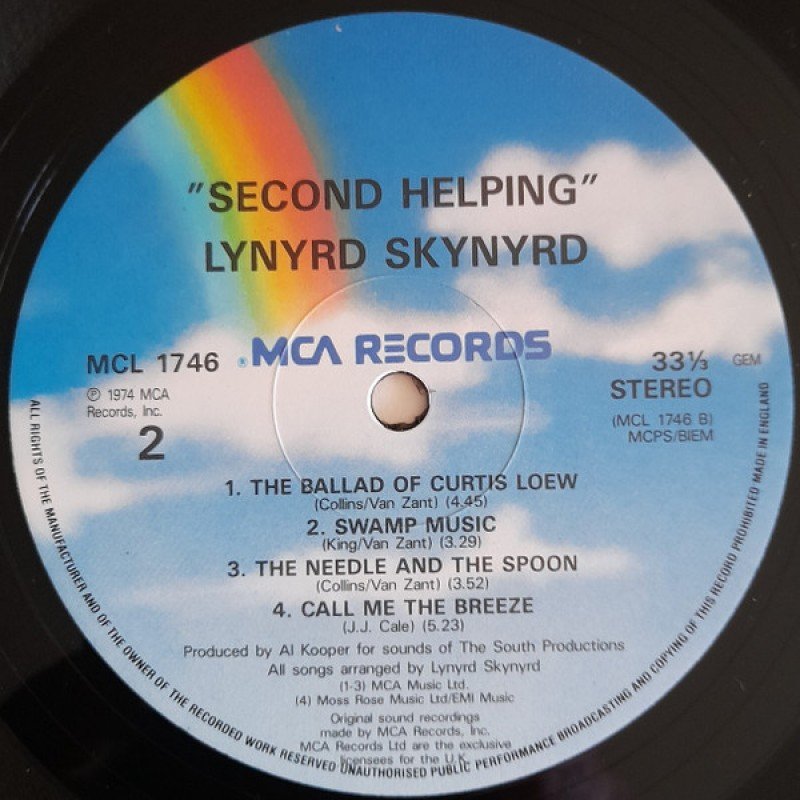 "SECOND HELPING"
LYNYRD SKYNYRD
MCL 1746
® MCA RECORDS
33⅓
GEM
STEREO
℗ 1974 MCA
Records, Inc.
(MCL 1746 B)
MCPS/BIEM
2
1. THE BALLAD OF CURTIS LOEW
(Collins/Van Zant) (4.45)
2. SWAMP MUSIC
(King/Van Zant) (3.29)
3. THE NEEDLE AND THE SPOON
(Collins/Van Zant) (3.52)
4. CALL ME THE BREEZE
(J.J. Cale) (5.23)
Produced by Al Kooper for sounds of The South Productions
All songs arranged by Lynyrd Skynyrd
(1-3) MCA Music Ltd.
(4) Moss Rose Music Ltd/EMI Music
Original sound recordings
made by MCA Records, Inc.
MCA Records Ltd are the exclusive
licensees for the U.K.
ALL RIGHTS OF THE MANUFACTURER AND OF THE OWNER OF THE RECORDED WORK RESERVED UNAUTHORISED PUBLIC PERFORMANCE BROADCASTING AND COPYING OF THIS RECORD PROHIBITED MADE IN ENGLAND